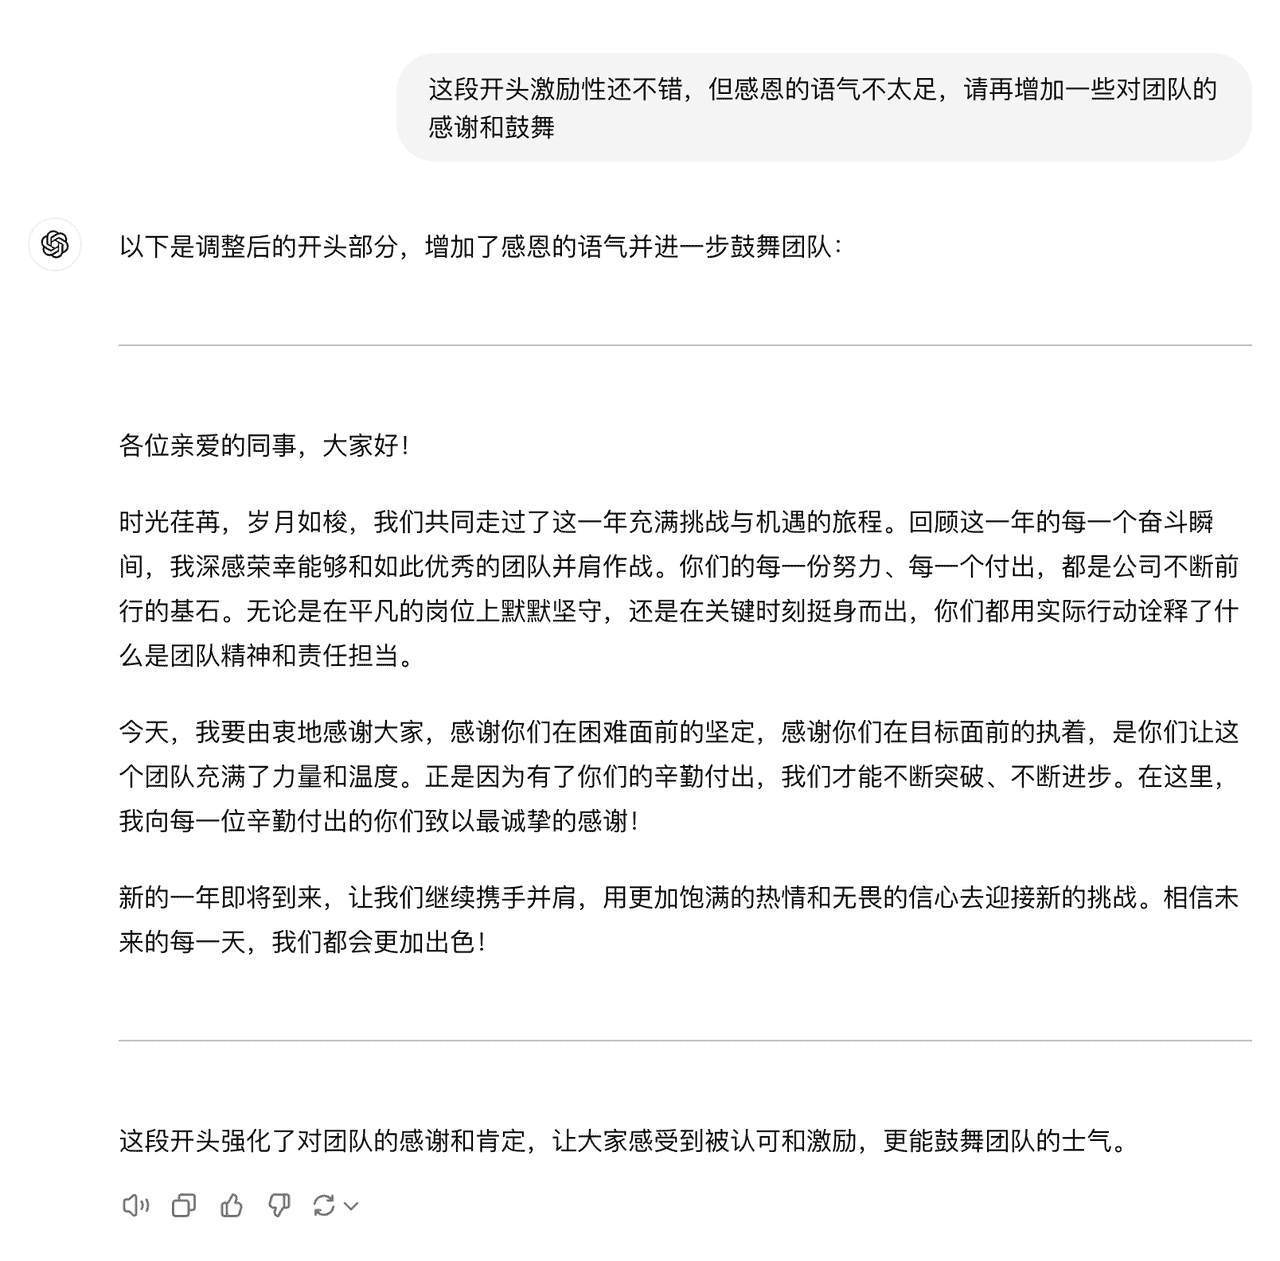 这段开头激励性还不错，但感恩的语气不太足，请再增加一些对团队的
感谢和鼓舞
以下是调整后的开头部分，增加了感恩的语气并进一步鼓舞团队：
各位亲爱的同事，大家好！
时光荏苒，岁月如梭，我们共同走过了这一年充满挑战与机遇的旅程。回顾这一年的每一个奋斗瞬
间，我深感荣幸能够和如此优秀的团队并肩作战。你们的每一份努力、每一个付出，都是公司不断前
行的基石。无论是在平凡的岗位上默默坚守，还是在关键时刻挺身而出，你们都用实际行动诠释了什
么是团队精神和责任担当。
今天，我要由衷地感谢大家，感谢你们在困难面前的坚定，感谢你们在目标面前的执着，是你们让这
个团队充满了力量和温度。正是因为有了你们的辛勤付出，我们才能不断突破、不断进步。在这里，
我向每一位辛勤付出的你们致以最诚挚的感谢！
新的一年即将到来，让我们继续携手并肩，用更加饱满的热情和无畏的信心去迎接新的挑战。相信未
来的每一天，我们都会更加出色！
这段开头强化了对团队的感谢和肯定，让大家感受到被认可和激励，更能鼓舞团队的士气。